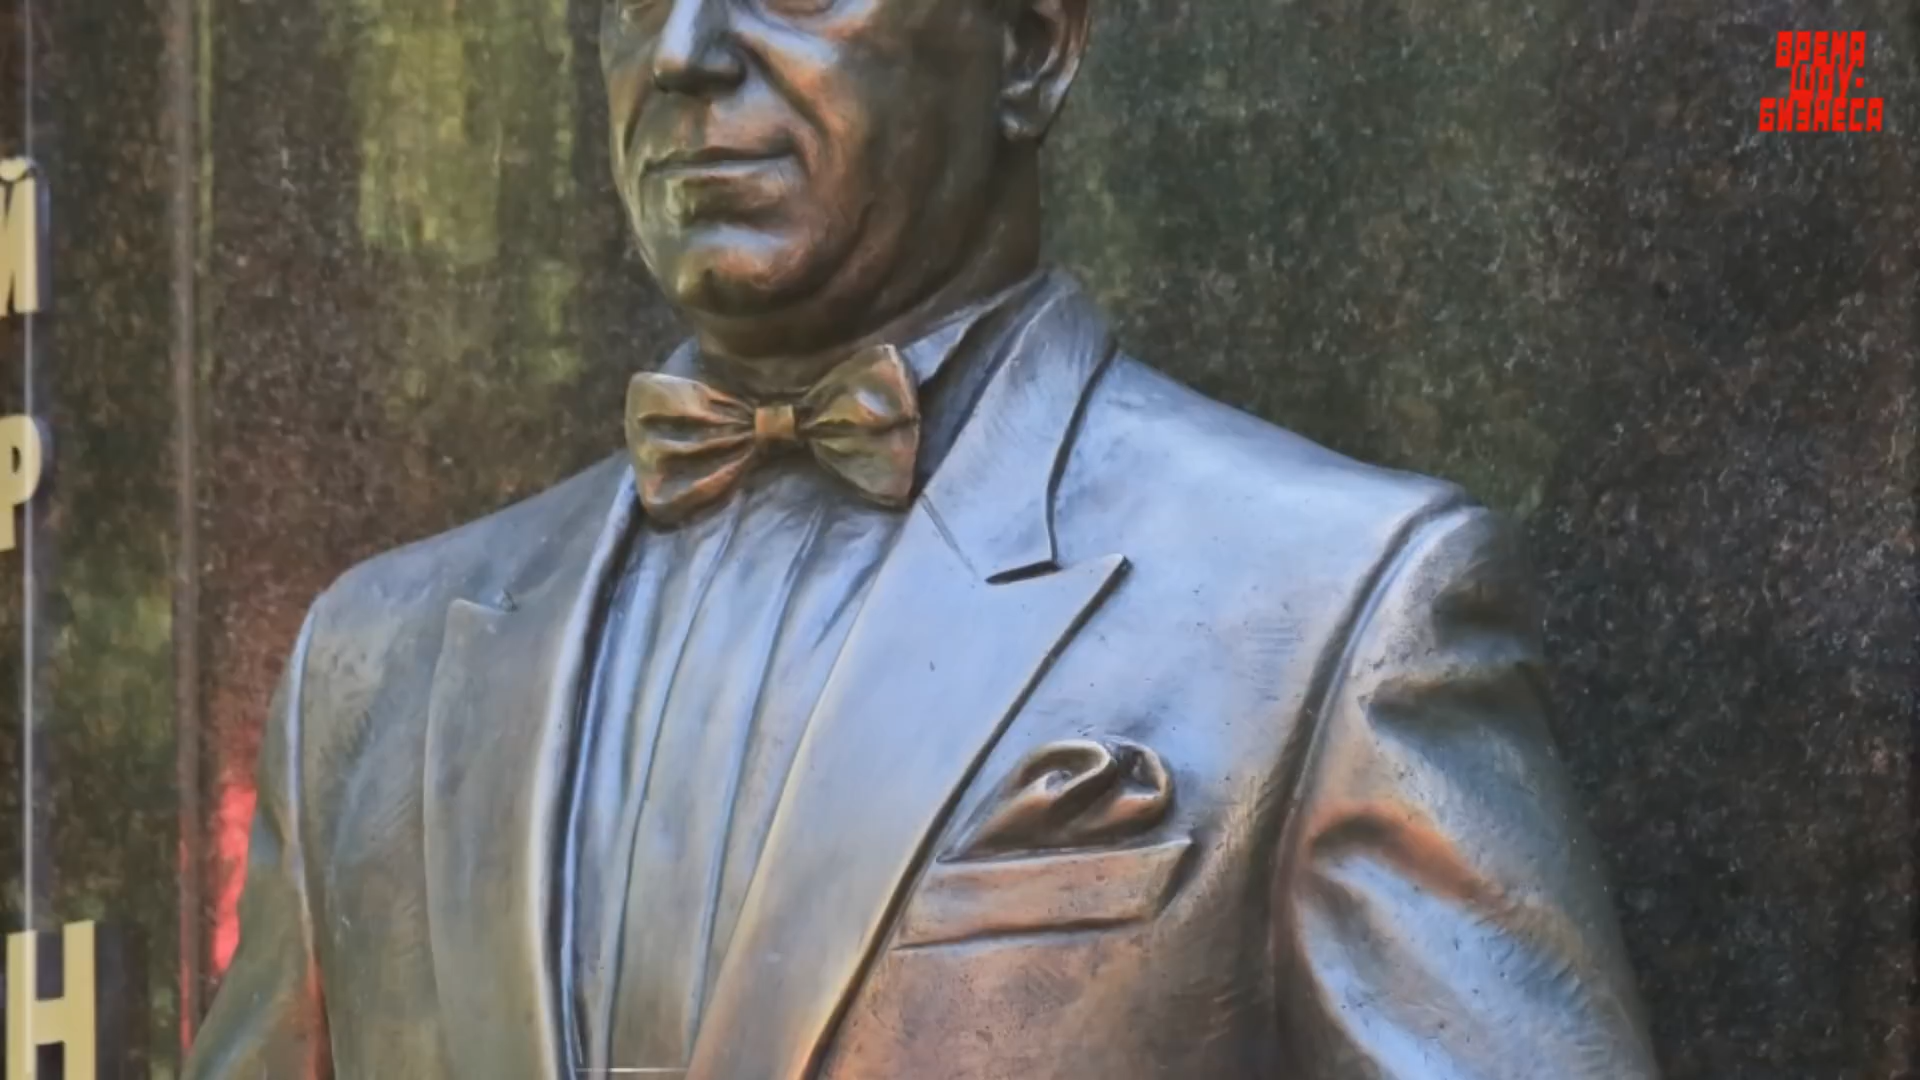 ВРЕМЯ
ШОУ-
БИЗНЕСА
Й
Р
Н